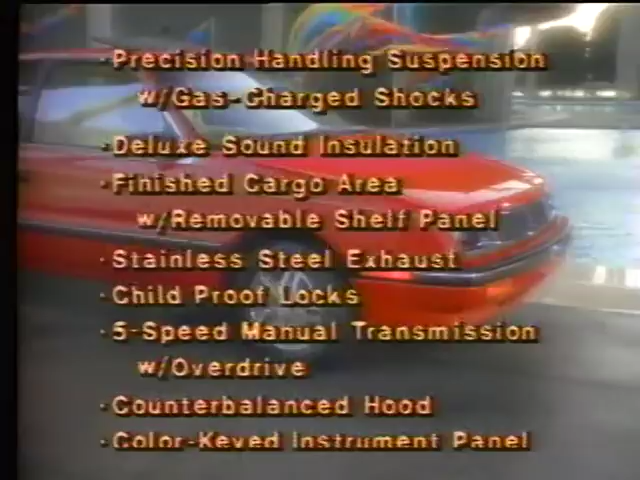 ·Precision Handling Suspension
w/Gas-Charged Shocks
·Deluxe Sound Insulation
·Finished Cargo Area
w/Removable Shelf Panel
·Stainless Steel Exhaust
·Child Proof Locks
·5-Speed Manual Transmission
w/Overdrive
·Counterbalanced Hood
·Color-Keyed Instrument Panel